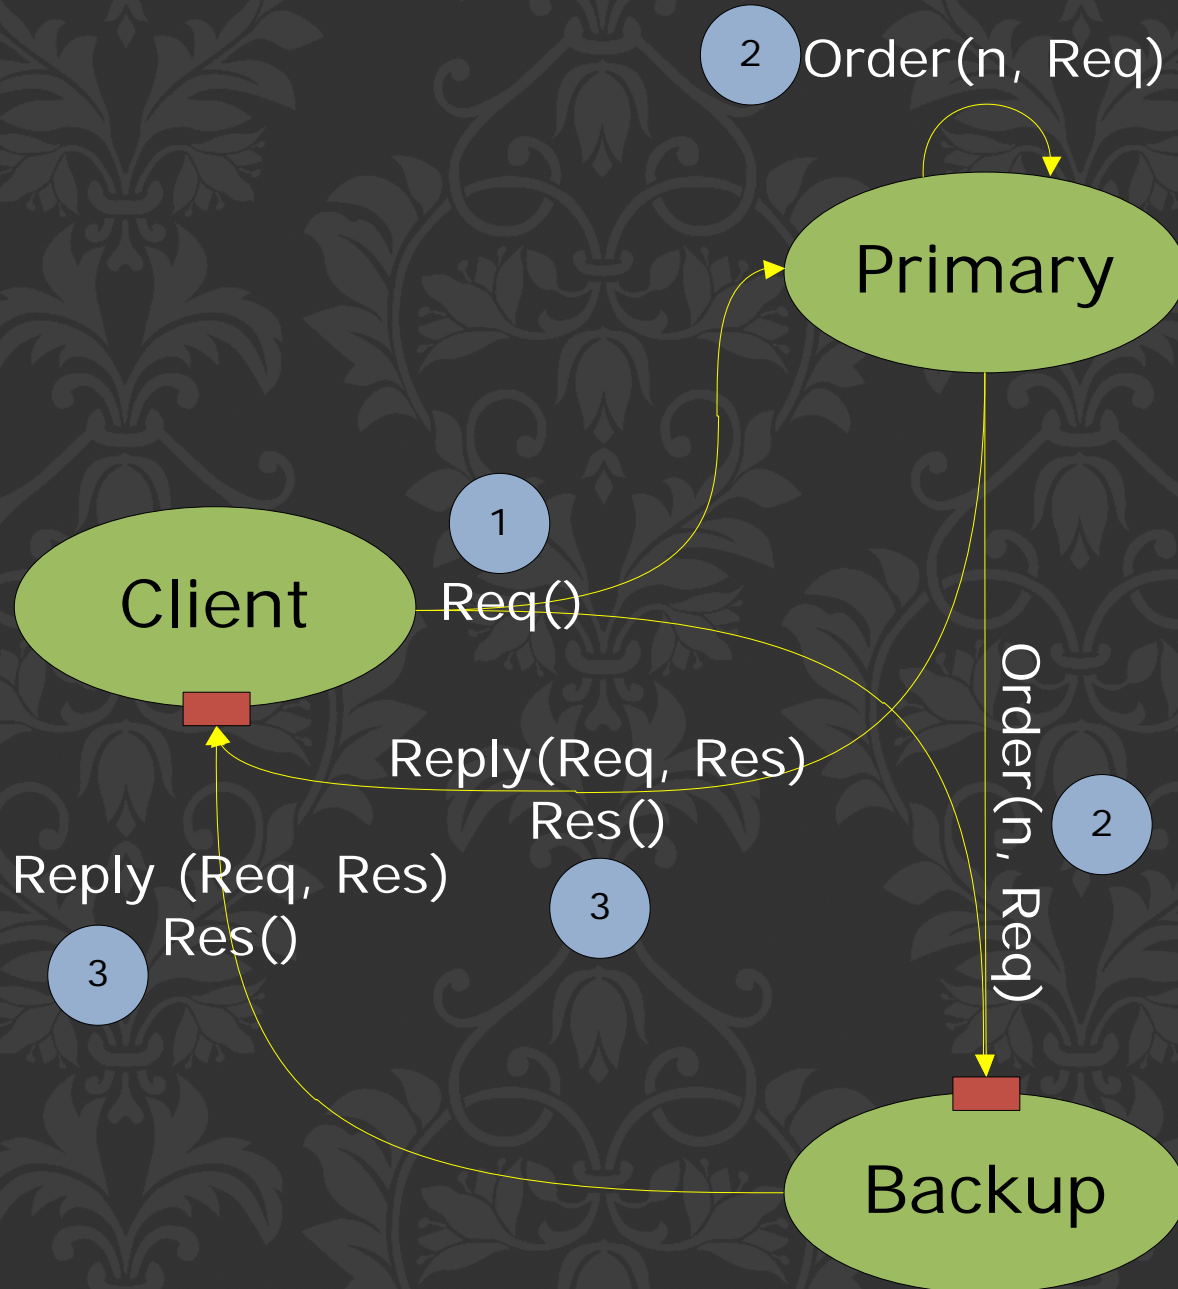 2
Order(n, Req)
Primary
1
Client
Req()
Order(n, Req)
Reply(Req, Res)
Res()
2
Reply (Req, Res)
Res()
3
3
Backup